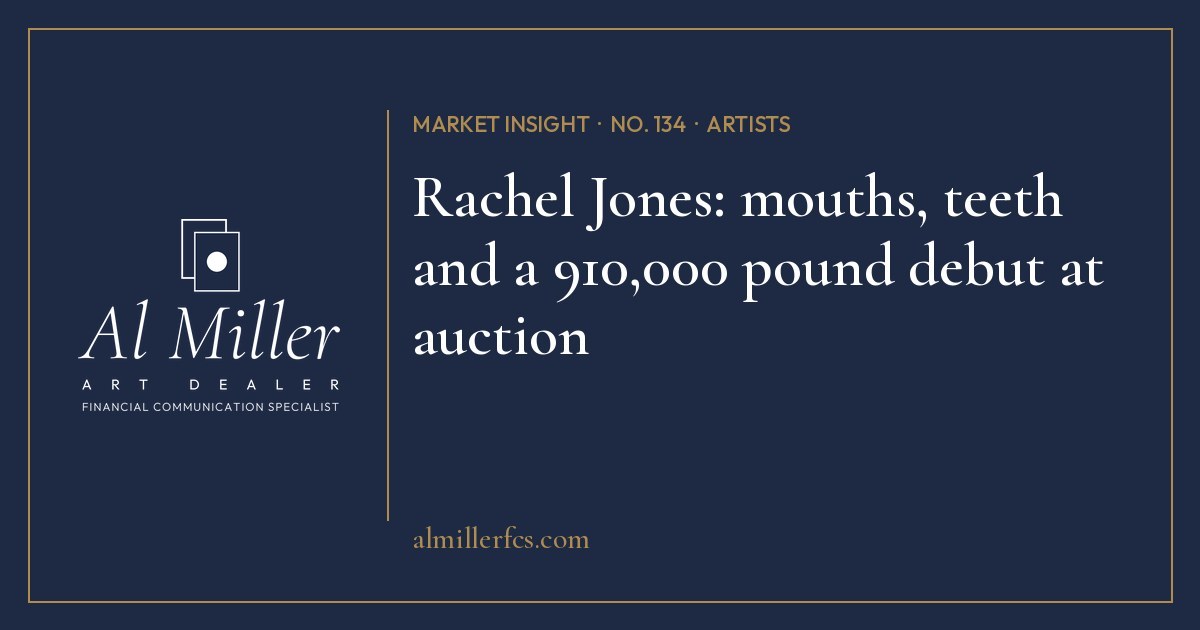 Al Miller
ART DEALER
FINANCIAL COMMUNICATION SPECIALIST
MARKET INSIGHT · NO. 134 · ARTISTS
Rachel Jones: mouths, teeth
and a 910,000 pound debut at
auction
almillerfcs.com